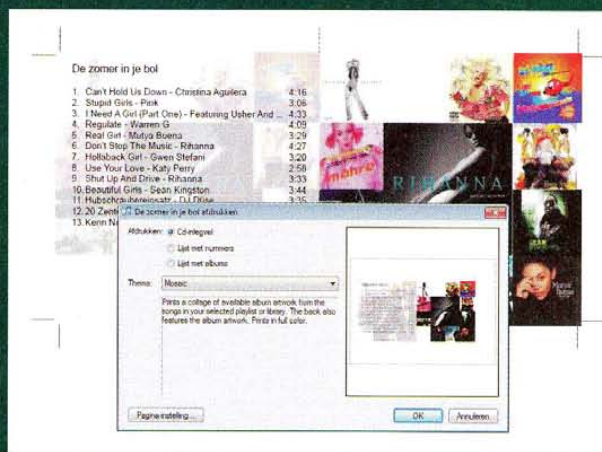 De zomer in je bol
1. Can't Hold Us Down - Christina Aguilera 4:16
2. Stupid Girls - Pink 3:06
3. I Need A Girl (Part One) - Featuring Usher And ... 4:33
4. Regulate - Warren G 4:09
5. Real Girl - Mutya Buena 3:29
6. Don't Stop The Music - Rihanna 4:27
7. Hollaback Girl - Gwen Stefani 3:20
8. Use Your Love - Katy Perry 2:58
9. Shut Up And Drive - Rihanna 3:33
10. Beautiful Girls - Sean Kingston 3:44
11. Hubschraubereinsatz - DJ 3:35
12. 20
13.
RIHANNA
De zomer in je bol afdrukken
Afdrukken: Cd-inlegvel
Lijst met nummers
Lijst met albums
Thema: Mosaic
Prints a collage of available album artwork from the
songs in your selected playlist or library. The back also
features the album artwork. Prints in full color.
Pagina-instelling...
OK
Annuleren